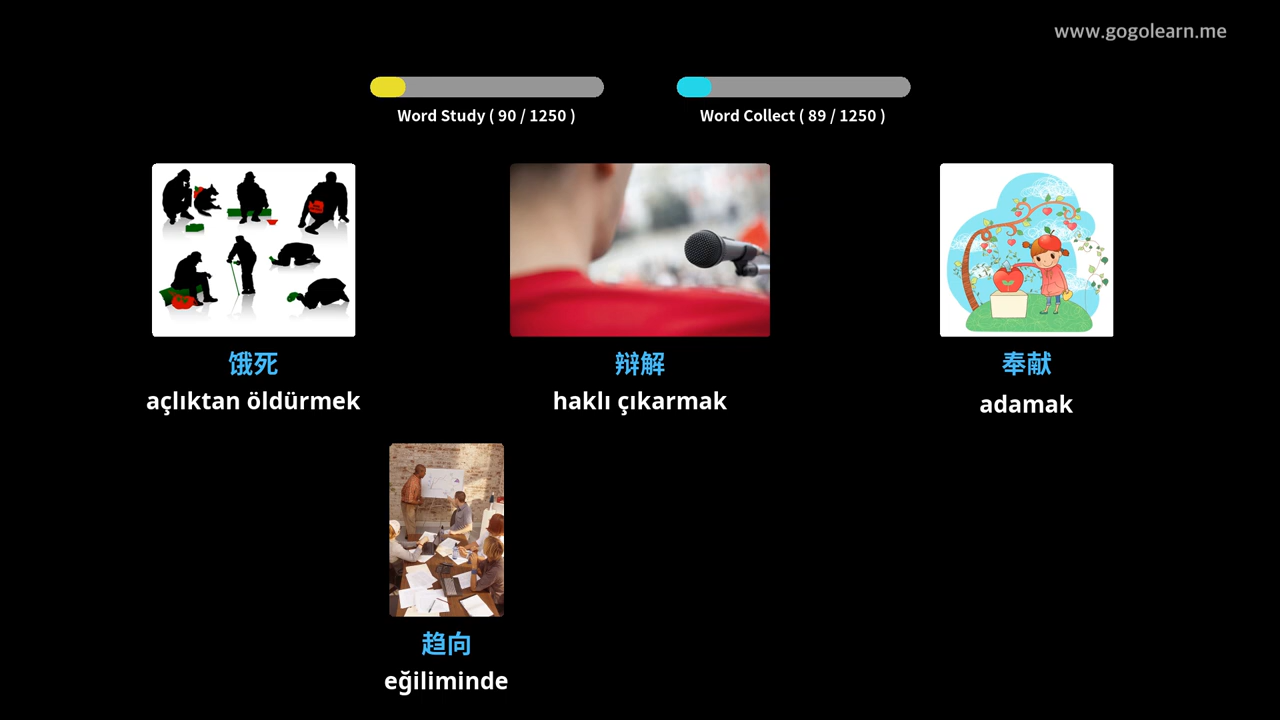 www.gogolearn.me
Word Study ( 90 / 1250 )
Word Collect ( 89 / 1250 )
饿死
açlıktan öldürmek
辩解
haklı çıkarmak
奉献
adamak
趋向
eğiliminde